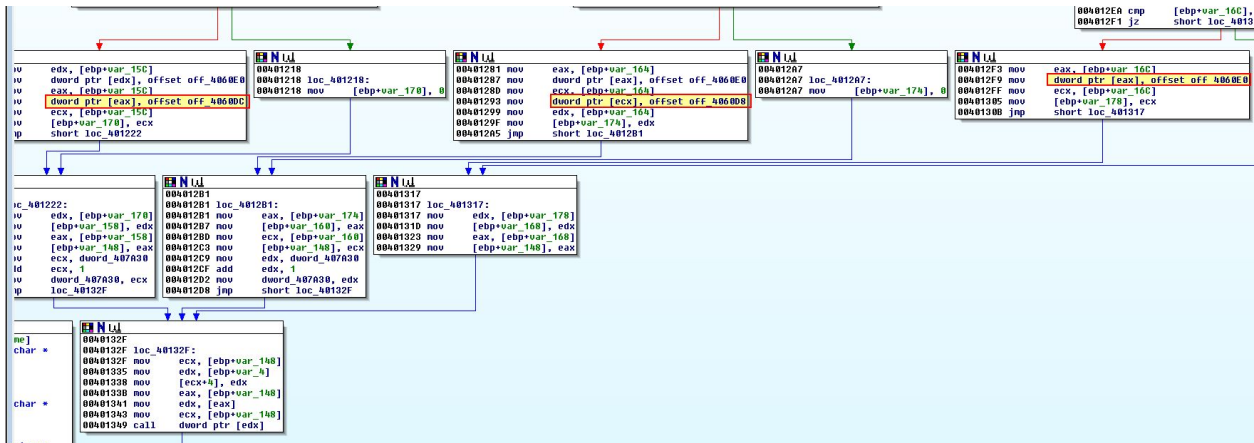 004012EA cmp [ebp+var_16C],
004012F1 jz short loc_4013
edx, [ebp+var_15C]
dword ptr [edx], offset off_4060E0
eax, [ebp+var_15C]
dword ptr [eax], offset off_4060DC
ecx, [ebp+var_15C]
[ebp+var_170], ecx
short loc_401222
00401218
00401218 loc_401218:
00401218 mov [ebp+var_170], 0
00401281 mov eax, [ebp+var_164]
00401287 mov dword ptr [eax], offset off_4060E0
0040128D mov ecx, [ebp+var_164]
00401293 mov dword ptr [ecx], offset off_4060D8
00401299 mov edx, [ebp+var_164]
0040129F mov [ebp+var_174], edx
004012A5 jmp short loc_4012B1
004012A7
004012A7 loc_4012A7:
004012A7 mov [ebp+var_174], 0
004012F3 mov eax, [ebp+var_16C]
004012F9 mov dword ptr [eax], offset off_4060E0
004012FF mov ecx, [ebp+var_16C]
00401305 mov [ebp+var_178], ecx
0040130B jmp short loc_401317
oc_401222:
edx, [ebp+var_170]
[ebp+var_158], edx
eax, [ebp+var_158]
[ebp+var_148], eax
ecx, dword_407A30
ecx, 1
dword_407A30, ecx
loc_40132F
004012B1
004012B1 loc_4012B1:
004012B1 mov eax, [ebp+var_174]
004012B7 mov [ebp+var_160], eax
004012BD mov ecx, [ebp+var_160]
004012C3 mov [ebp+var_148], ecx
004012C9 mov edx, dword_407A30
004012CF add edx, 1
004012D2 mov dword_407A30, edx
004012D8 jmp short loc_40132F
00401317
00401317 loc_401317:
00401317 mov edx, [ebp+var_178]
0040131D mov [ebp+var_168], edx
00401323 mov eax, [ebp+var_168]
00401329 mov [ebp+var_148], eax
me]
char *
char *
0040132F
0040132F loc_40132F:
0040132F mov ecx, [ebp+var_148]
00401335 mov edx, [ebp+var_4]
00401338 mov [ecx+4], edx
0040133B mov eax, [ebp+var_148]
00401341 mov edx, [eax]
00401343 mov ecx, [ebp+var_148]
00401349 call dword ptr [edx]